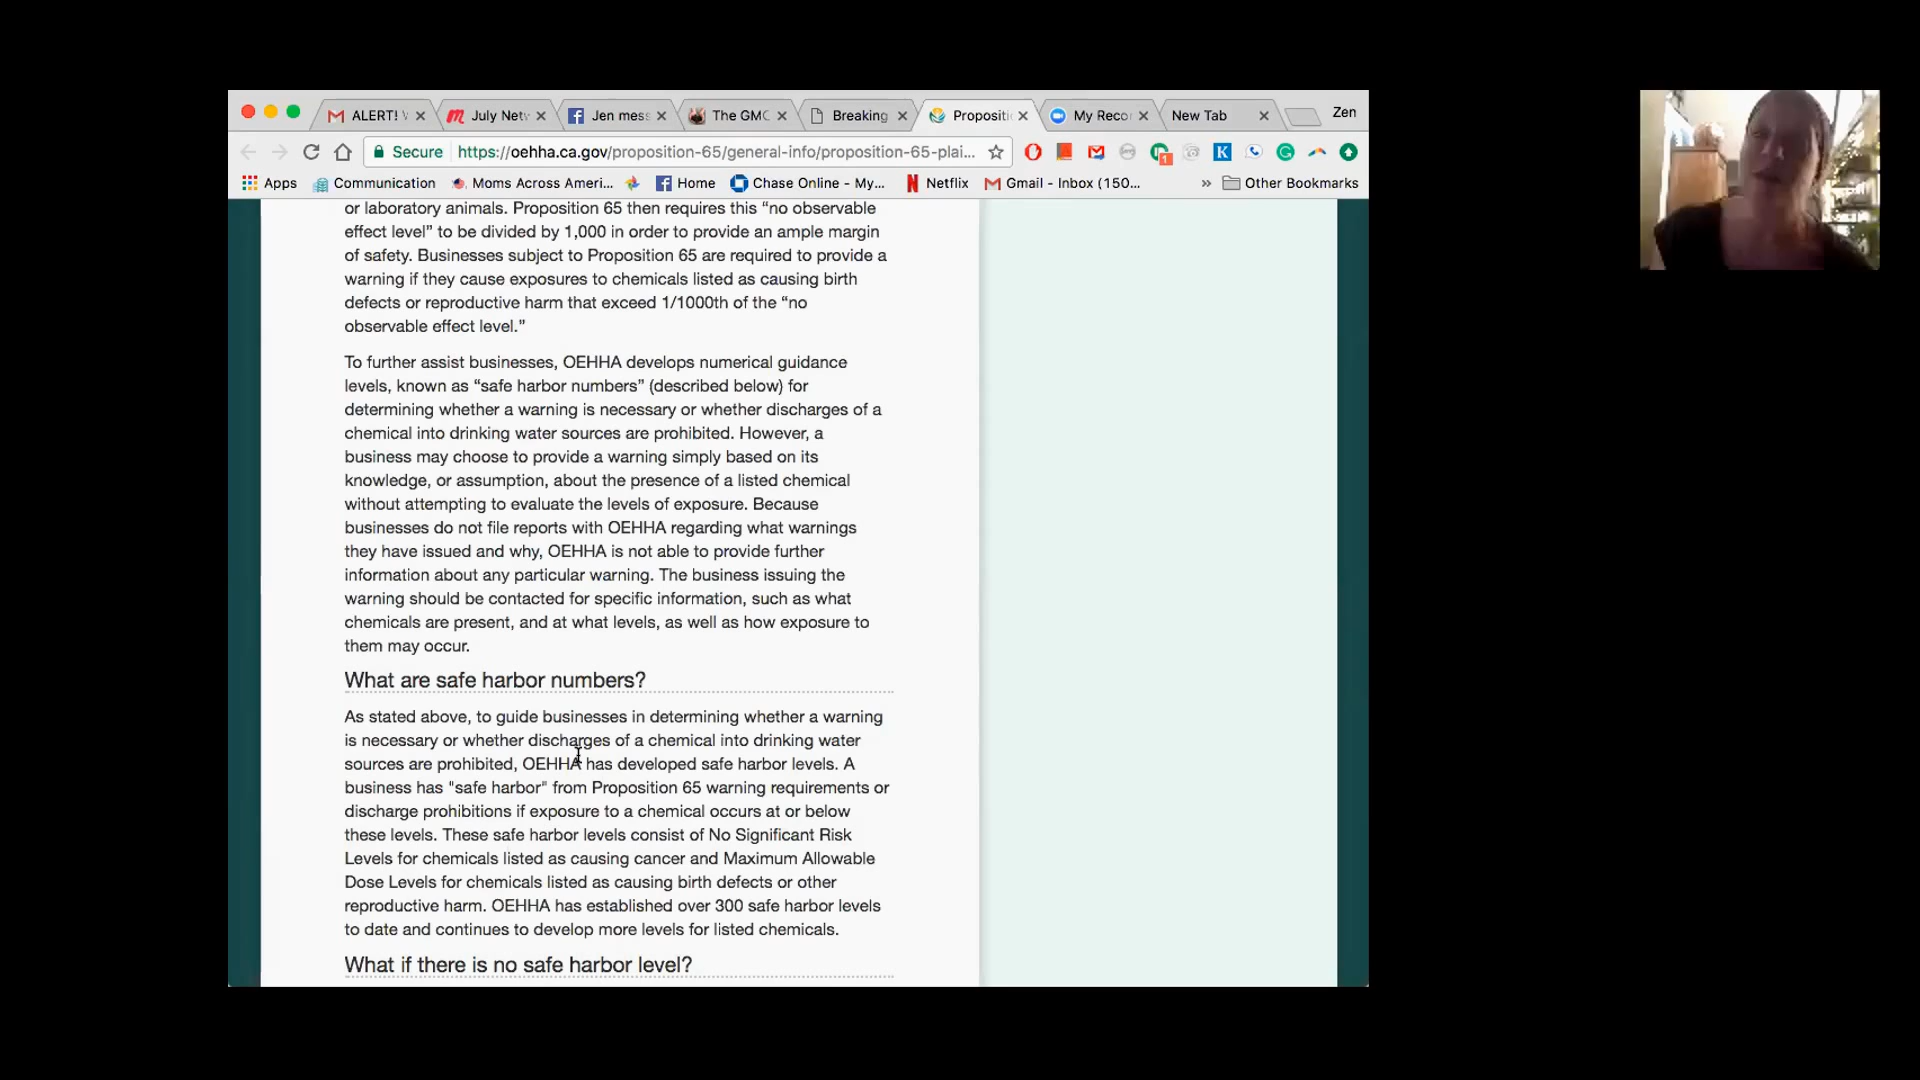 ALERT! V
July Netw
Jen mess
The GMO
Breaking
Propositi
My Reco
New Tab
Zen
Secure
https://oehha.ca.gov/proposition-65/general-info/proposition-65-plai...
1
K
Apps
Communication
Moms Across Ameri...
Home
Chase Online - My...
Netflix
Gmail - Inbox (150...
»
Other Bookmarks
or laboratory animals. Proposition 65 then requires this “no observable
effect level” to be divided by 1,000 in order to provide an ample margin
of safety. Businesses subject to Proposition 65 are required to provide a
warning if they cause exposures to chemicals listed as causing birth
defects or reproductive harm that exceed 1/1000th of the “no
observable effect level.”
To further assist businesses, OEHHA develops numerical guidance
levels, known as “safe harbor numbers” (described below) for
determining whether a warning is necessary or whether discharges of a
chemical into drinking water sources are prohibited. However, a
business may choose to provide a warning simply based on its
knowledge, or assumption, about the presence of a listed chemical
without attempting to evaluate the levels of exposure. Because
businesses do not file reports with OEHHA regarding what warnings
they have issued and why, OEHHA is not able to provide further
information about any particular warning. The business issuing the
warning should be contacted for specific information, such as what
chemicals are present, and at what levels, as well as how exposure to
them may occur.
What are safe harbor numbers?
As stated above, to guide businesses in determining whether a warning
is necessary or whether discharges of a chemical into drinking water
sources are prohibited, OEHHA has developed safe harbor levels. A
business has "safe harbor" from Proposition 65 warning requirements or
discharge prohibitions if exposure to a chemical occurs at or below
these levels. These safe harbor levels consist of No Significant Risk
Levels for chemicals listed as causing cancer and Maximum Allowable
Dose Levels for chemicals listed as causing birth defects or other
reproductive harm. OEHHA has established over 300 safe harbor levels
to date and continues to develop more levels for listed chemicals.
What if there is no safe harbor level?